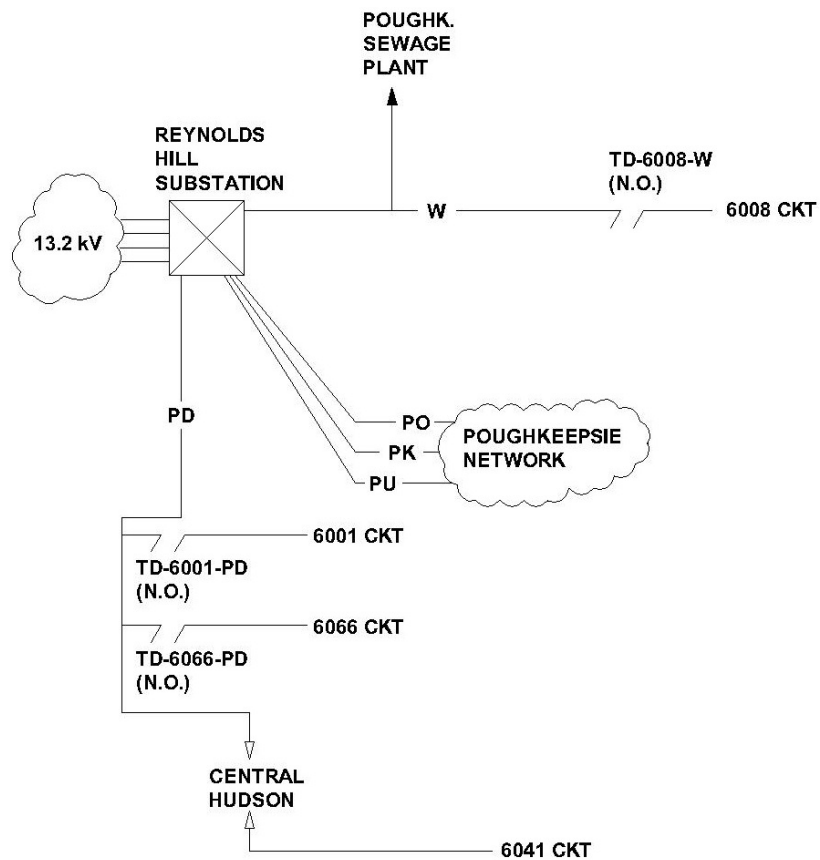 POUGHK.
SEWAGE
PLANT
REYNOLDS
HILL
SUBSTATION
TD-6008-W
(N.O.)
13.2 kV
W
6008 CKT
PD
PO
PK
PU
POUGHKEEPSIE
NETWORK
6001 CKT
TD-6001-PD
(N.O.)
6066 CKT
TD-6066-PD
(N.O.)
CENTRAL
HUDSON
6041 CKT